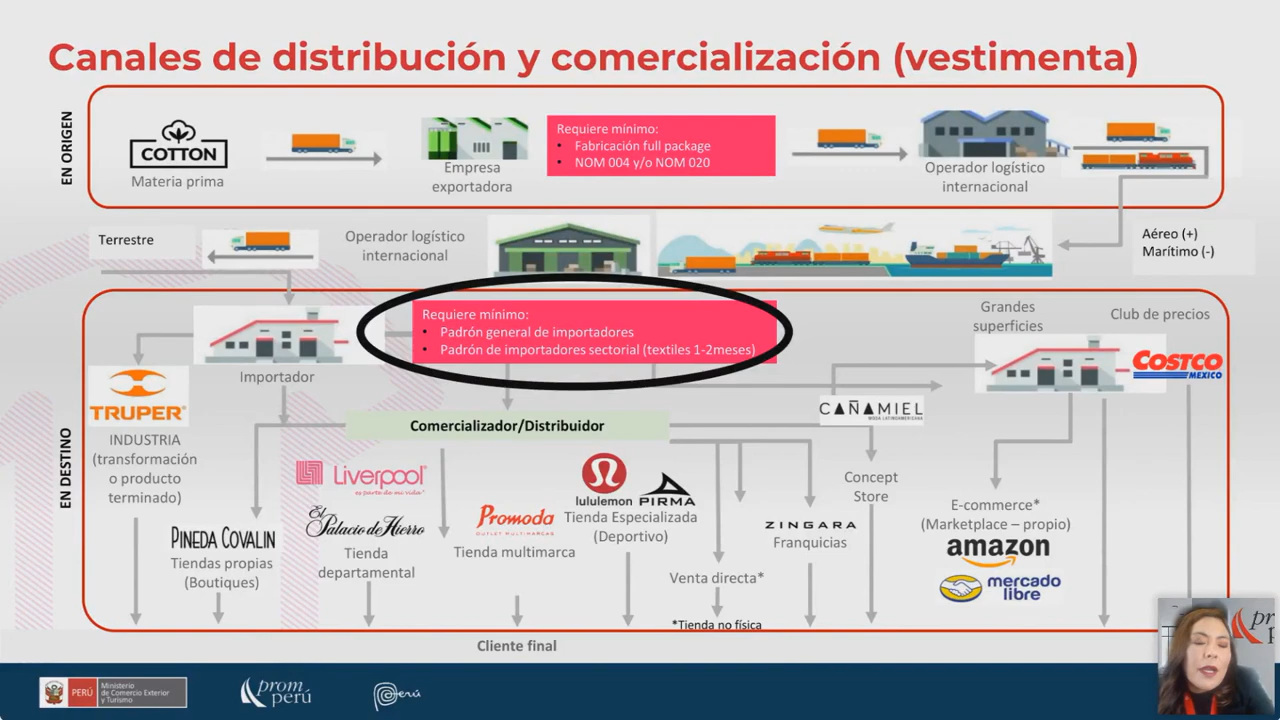 Canales de distribución y comercialización (vestimenta)
EN ORIGEN
COTTON
Materia prima
Empresa
exportadora
Requiere mínimo:
• Fabricación full package
• NOM 004 y/o NOM 020
Operador logístico
internacional
Terrestre
Operador logístico
internacional
Aéreo (+)
Marítimo (-)
EN DESTINO
Importador
Requiere mínimo:
• Padrón general de importadores
• Padrón de importadores sectorial (textiles 1-2meses)
Grandes
superficies
Club de precios
COSTCO
MEXICO
TRUPER
INDUSTRIA
(transformación
o producto
terminado)
Comercializador/Distribuidor
CAÑAMIEL
MODA LATINOAMERICANA
PINEDA COVALIN
Tiendas propias
(Boutiques)
Liverpool
es parte de mi vida
El Palacio de Hierro
Tienda
departamental
Promoda
OUTLET MULTI-MARCAS
Tienda multimarca
lululemon
PIRMA
Tienda Especializada
(Deportivo)
Venta directa*
*Tienda no física
ZINGARA
Franquicias
Concept
Store
E-commerce*
(Marketplace – propio)
amazon
mercado
libre
Cliente final
PERÚ
Ministerio
de Comercio Exterior
y Turismo
prom
perú
Perú
pr
p